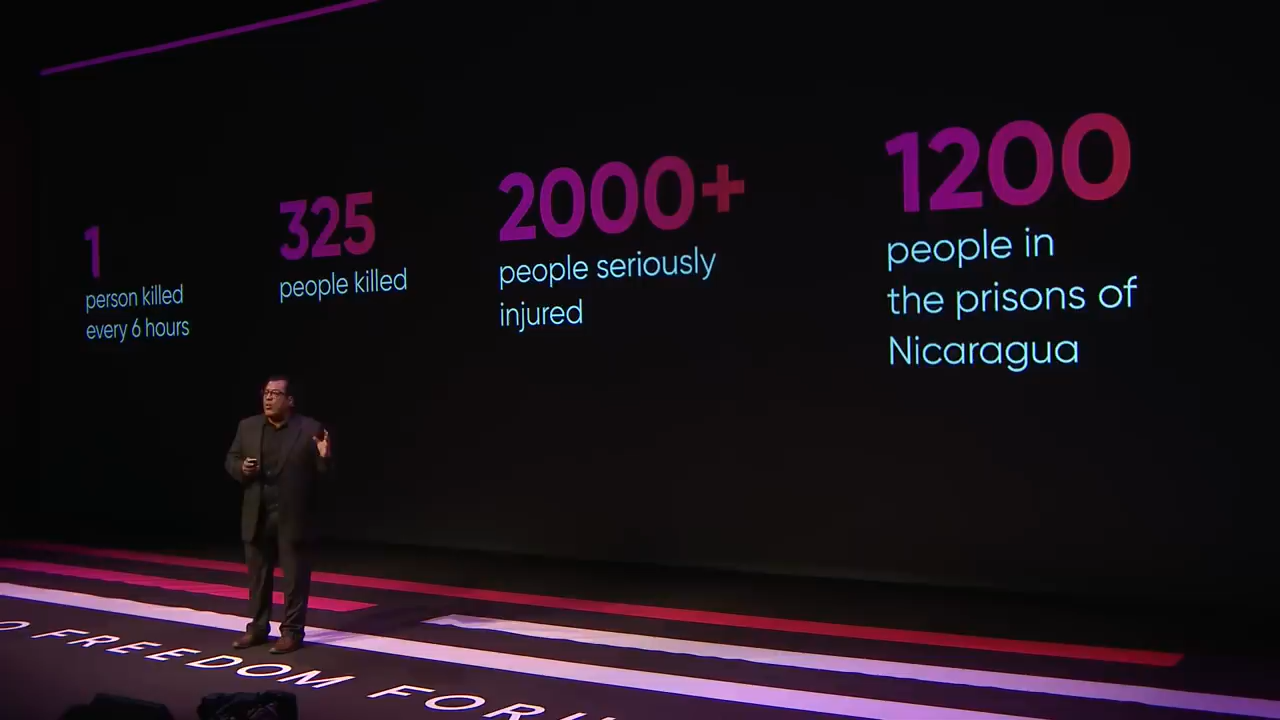 1
person killed
every 6 hours
325
people killed
2000+
people seriously
injured
1200
people in
the prisons of
Nicaragua
O FREEDOM FORU